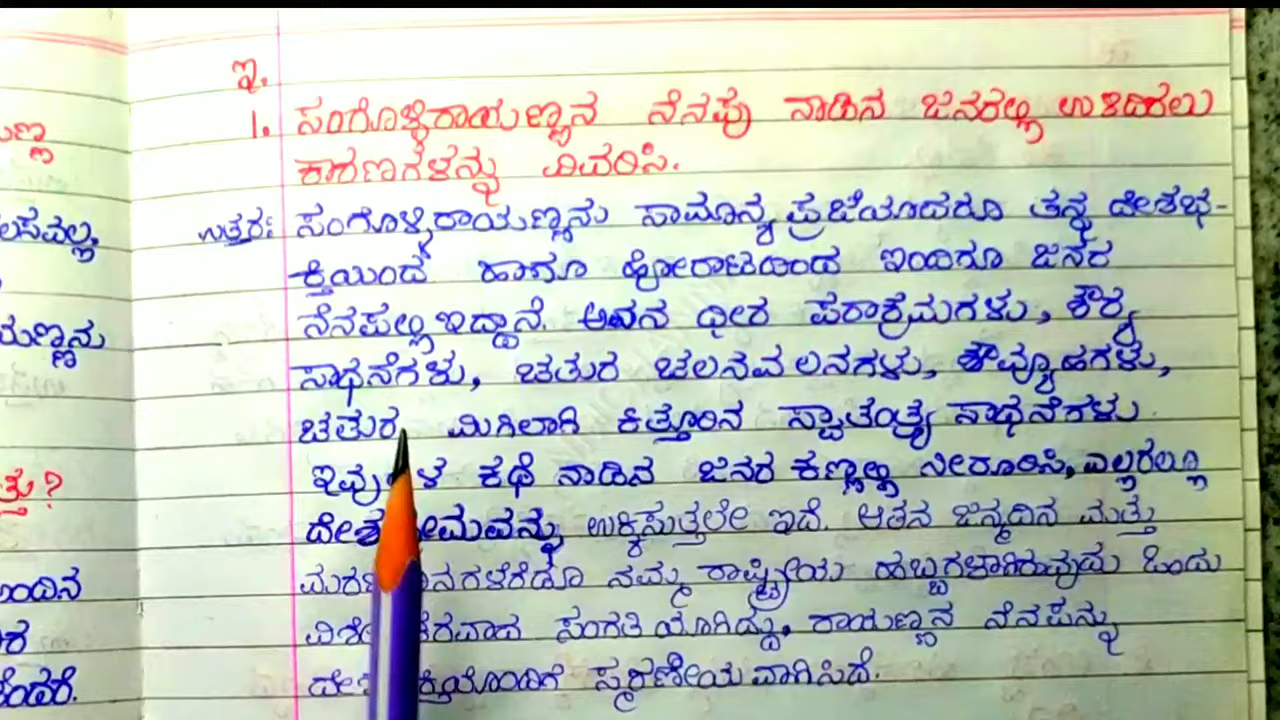 ಇ.
1. ಸಂಗೊಳ್ಳಿರಾಯಣ್ಣನ ನೆನಪು ನಾಡಿನ ಜನರಲ್ಲಿ ಉಳಿದಿರಲು
ಕಾರಣಗಳನ್ನು ವಿವರಿಸಿ.
ಉತ್ತರ: ಸಂಗೊಳ್ಳಿರಾಯಣ್ಣನು ಸಾಮಾನ್ಯ ಪ್ರಜೆಯಾದರೂ ತನ್ನ ದೇಶಭ-
ಕ್ತಿಯಿಂದ ಹಾಗೂ ಹೋರಾಟದಿಂದ ಇಂದಿಗೂ ಜನರ
ನೆನಪಲ್ಲಿ ಇದ್ದಾನೆ. ಅವನ ಧೀರ ಪರಾಕ್ರಮಗಳು, ಶೌರ್ಯ
ಸಾಧನೆಗಳು, ಚತುರ ಚಲನವಲನಗಳು, ವ್ಯೂಹಗಳು,
ಚತುರ ಮಿಗಿಲಾಗಿ ಕಿತ್ತೂರಿನ ಸ್ವಾತಂತ್ರ್ಯ ಸಾಧನೆಗಳು
ಕಥೆ ನಾಡಿನ ಜನರ ಕಣ್ಣಲ್ಲಿ ನೀರೂರಿಸಿ, ಎಲ್ಲರಲ್ಲೂ
ಉಕ್ಕಿಸುತ್ತಲೇ ಇದೆ. ಆತನ ಜನ್ಮದಿನ ಮತ್ತು
ನಮ್ಮ ರಾಷ್ಟ್ರೀಯ ಹಬ್ಬಗಳಾಗಿರುವುದು ಒಂದು
ಸಂಗತಿಯಾಗಿದ್ದು, ರಾಯಣ್ಣನ ನೆನಪನ್ನು
ಸ್ಮರಣೀಯವಾಗಿಸಿದೆ.